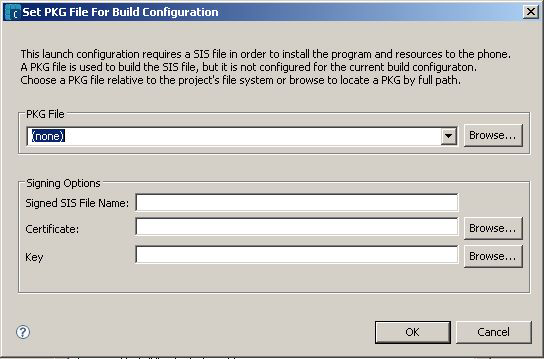 Set PKG File For Build Configuration
This launch configuration requires a SIS file in order to install the program and resources to the phone.
A PKG file is used to build the SIS file, but it is not configured for the current build configuraton.
Choose a PKG file relative to the project's file system or browse to locate a PKG by full path.
PKG File
(none)
Browse...
Signing Options
Signed SIS File Name:
Certificate:
Browse...
Key
Browse...
?
OK
Cancel